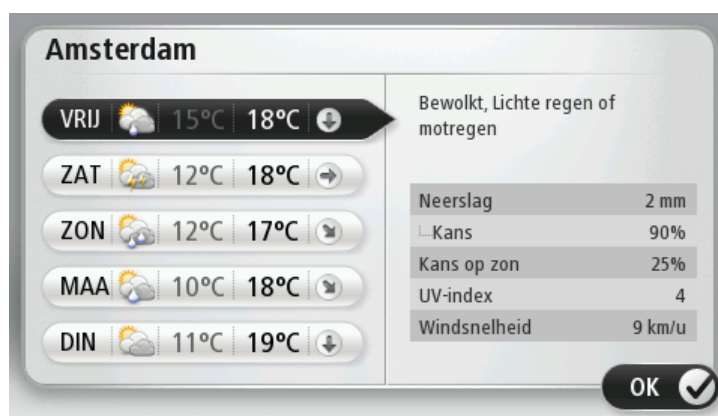 Amsterdam
VRIJ 15°C 18°C
ZAT 12°C 18°C
ZON 12°C 17°C
MAA 10°C 18°C
DIN 11°C 19°C
Bewolkt, Lichte regen of
motregen
Neerslag 2 mm
Kans 90%
Kans op zon 25%
UV-index 4
Windsnelheid 9 km/u
OK